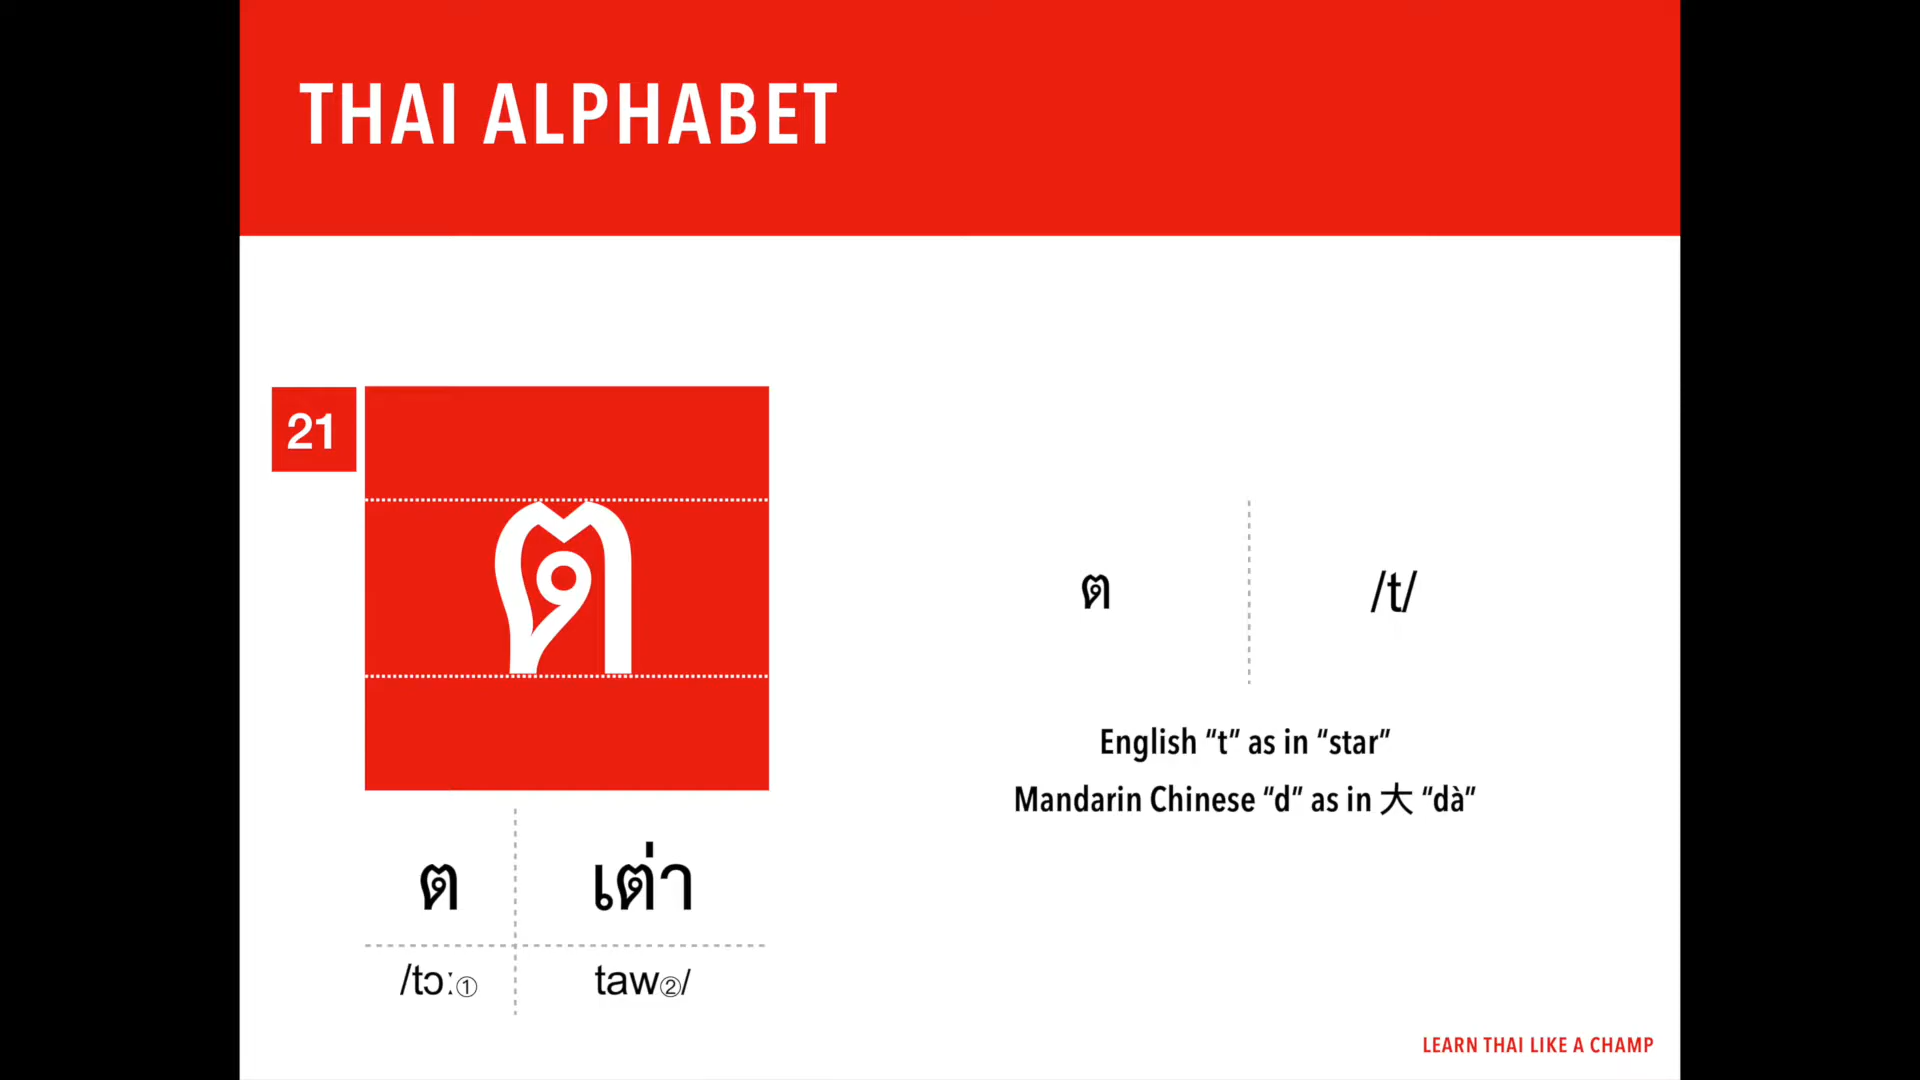 THAI ALPHABET
21
ต
ต เต่า
/tɔː① taw②/
ต /t/
English “t” as in “star”
Mandarin Chinese “d” as in 大 “dà”
LEARN THAI LIKE A CHAMP